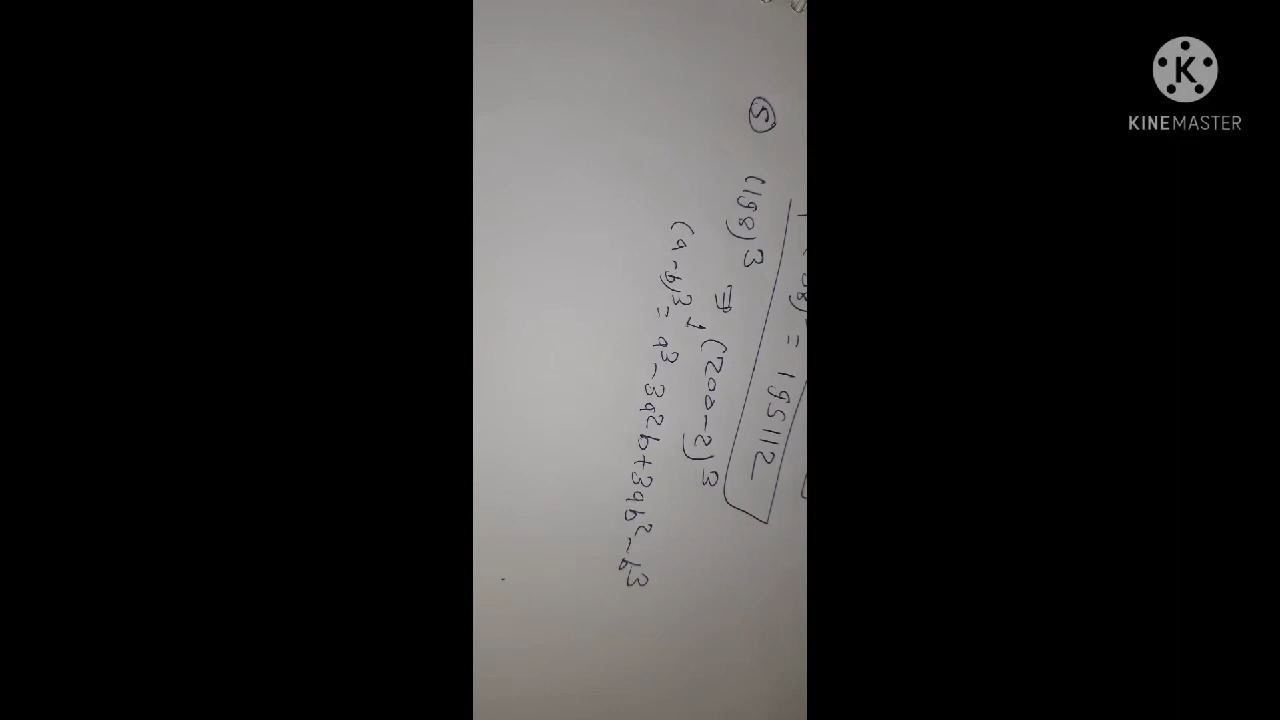 = 195112
⑤ (198)³ ⇒ (200-2)³
(a-b)³ = a³-3a²b+3ab²-b³
KINEMASTER